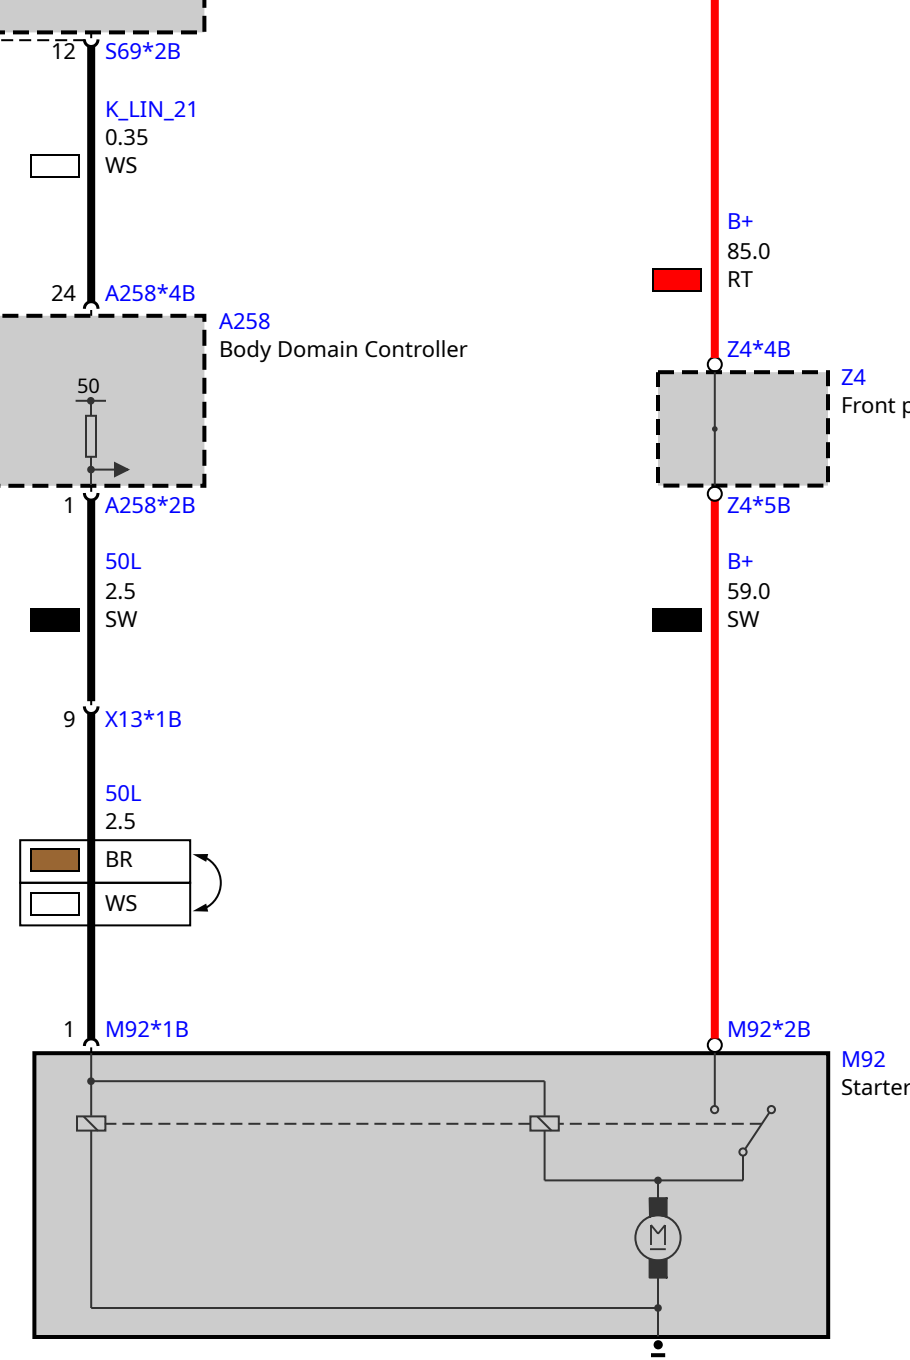 12 S69*2B
K_LIN_21
0.35
WS
24 A258*4B
A258
Body Domain Controller
50
1 A258*2B
50L
2.5
SW
9 X13*1B
50L
2.5
BR
WS
1 M92*1B
B+
85.0
RT
Z4*4B
Z4
Front
Z4*5B
B+
59.0
SW
M92*2B
M92
Starter
M